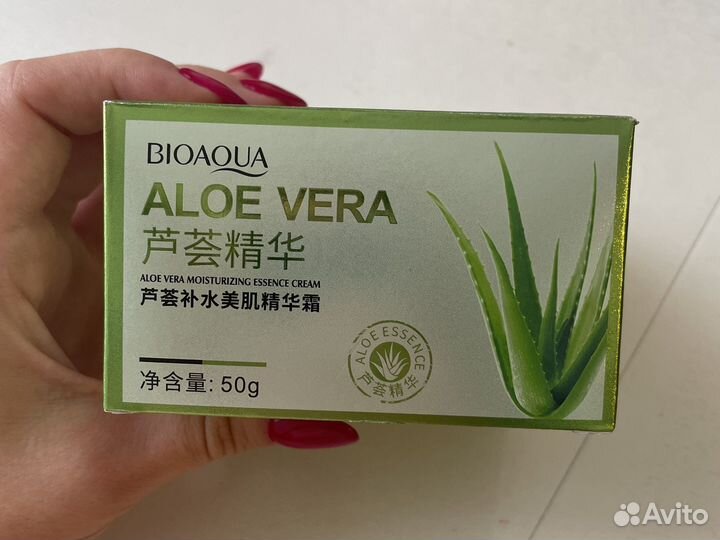 BIOAQUA
ALOE VERA
芦荟精华
ALOE VERA MOISTURIZING ESSENCE CREAM
芦荟补水美肌精华霜
ALOE ESSENCE
芦荟精华
净含量: 50g
Avito